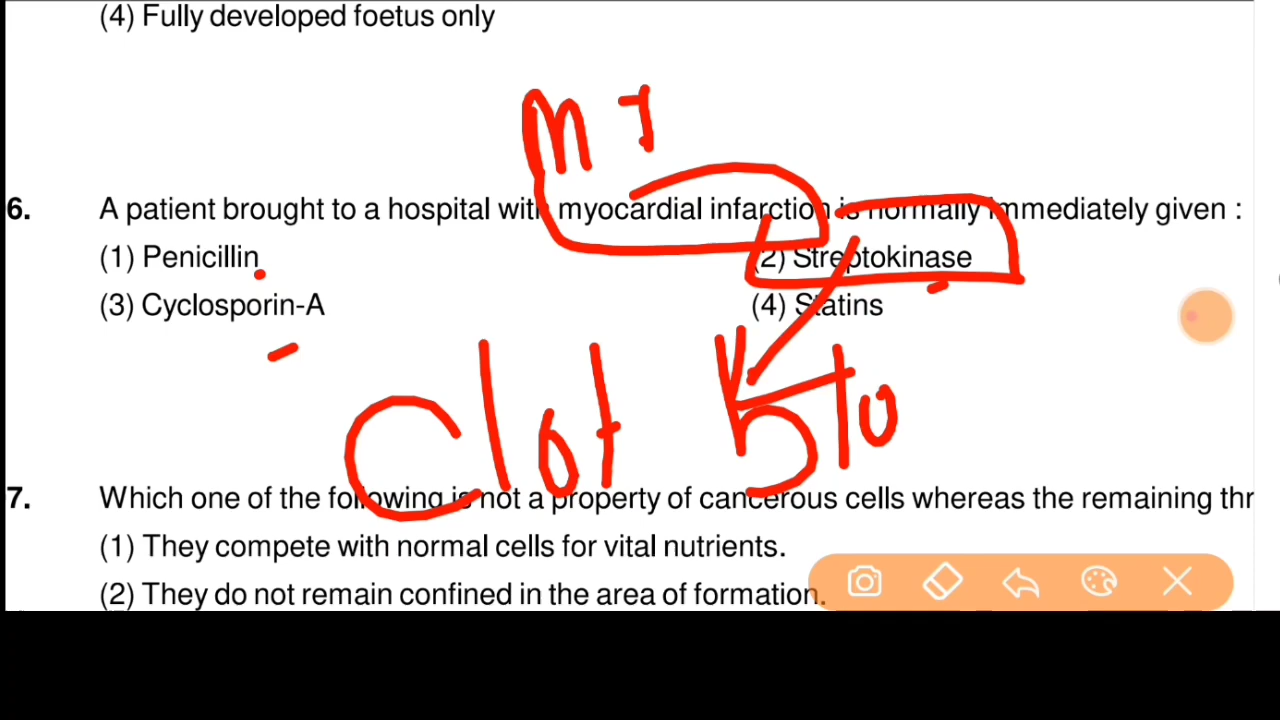 (4) Fully developed foetus only
MI
6. A patient brought to a hospital with myocardial infarction is normally immediately given :
(1) Penicillin (2) Streptokinase
(3) Cyclosporin-A (4) Statins
Clot blo
7. Which one of the following is not a property of cancerous cells whereas the remaining thr
(1) They compete with normal cells for vital nutrients.
(2) They do not remain confined in the area of formation.